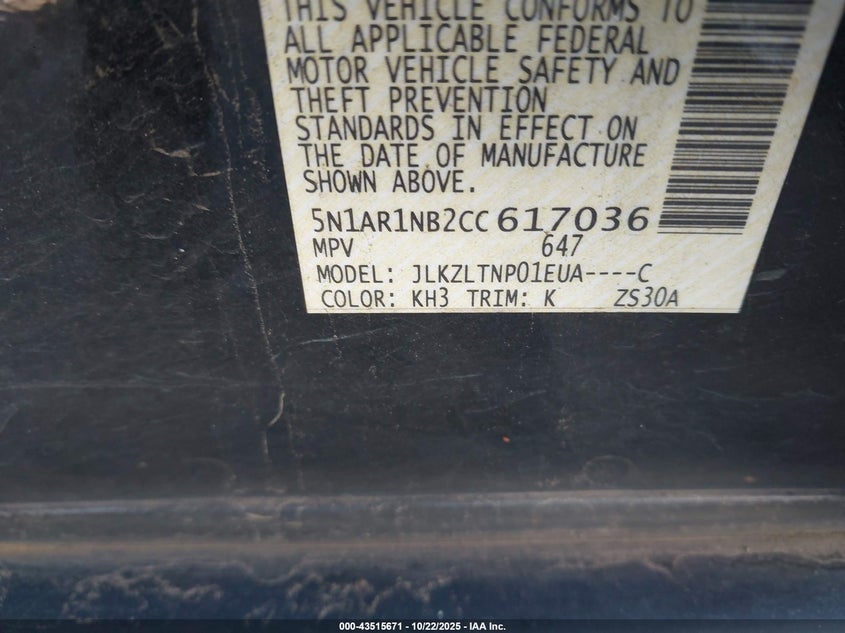 THIS VEHICLE CONFORMS TO
ALL APPLICABLE FEDERAL
MOTOR VEHICLE SAFETY AND
THEFT PREVENTION
STANDARDS IN EFFECT ON
THE DATE OF MANUFACTURE
SHOWN ABOVE.
5N1AR1NB2CC617036
MPV 647
MODEL: JLKZLTNP01EUA----C
COLOR: KH3 TRIM: K ZS30A
000-43515671 - 10/22/2025 - IAA Inc.